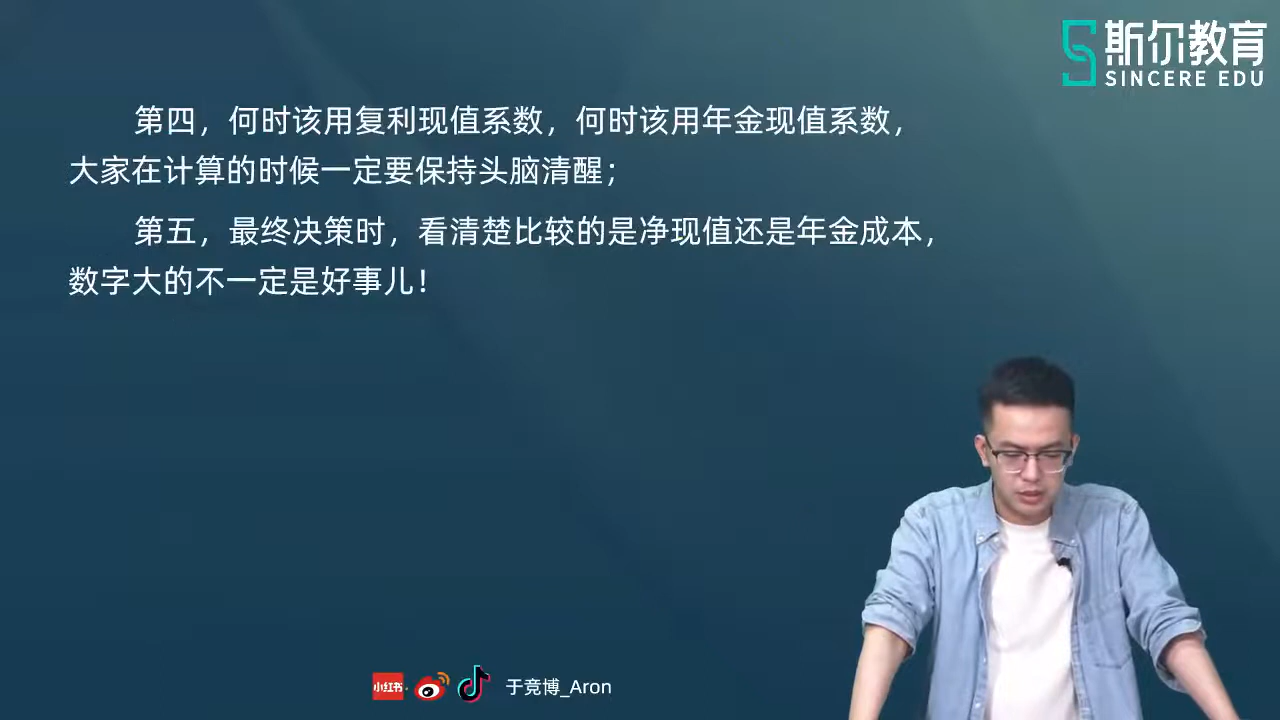 斯尔教育
SINCERE EDU
第四，何时该用复利现值系数，何时该用年金现值系数，
大家在计算的时候一定要保持头脑清醒；
第五，最终决策时，看清楚比较的是净现值还是年金成本，
数字大的不一定是好事儿！
小红书
于竞博_Aron